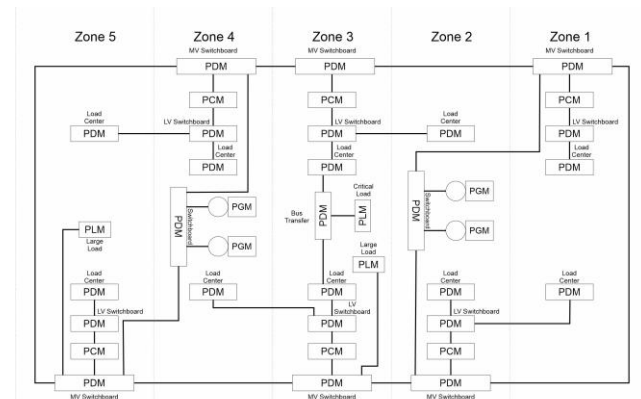 Zone 5 Zone 4 Zone 3 Zone 2 Zone 1
MV Switchboard MV Switchboard MV Switchboard
PDM PDM PDM
PCM PCM PCM
Load Center LV Switchboard LV Switchboard Load Center LV Switchboard
PDM PDM PDM PDM PDM
Load Center Load Center Load Center
PDM PDM PDM
PDM Switchboard PGM
PGM
Bus Transfer PDM Critical Load PLM
PDM Switchboard PGM
PGM
PLM
Large Load
Large Load
PLM
Load Center Load Center Load Center Load Center Load Center
PDM PDM PDM PDM PDM
LV Switchboard LV Switchboard LV Switchboard
PDM PDM PDM
PCM PCM PCM
PDM PDM PDM
MV Switchboard MV Switchboard MV Switchboard